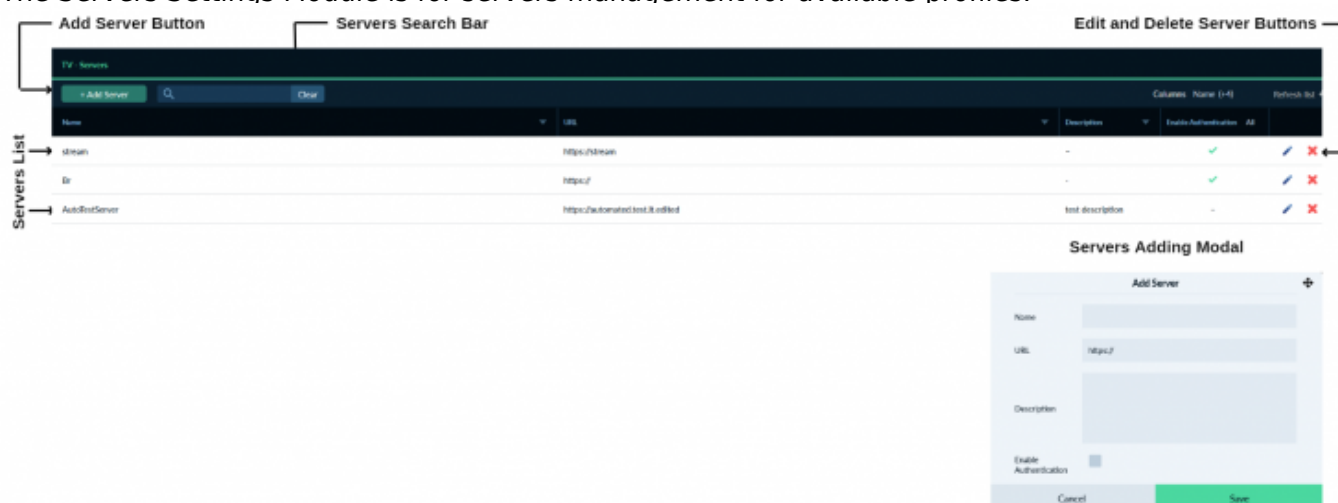 The Servers Settings Module is for servers management for available profiles.
Add Server Button
Servers Search Bar
Edit and Delete Server Buttons
TV - Servers
+ Add Server
Clear
Columns Name (+4)
Refresh list
Name
URL
Description
Enable Authentication All
Servers List
stream
https://stream
-
Br
https://
-
AutoTestServer
https://automated.test.lt.edited
test description
-
Servers Adding Modal
Add Server
Name
URL
https://
Description
Enable
Authentication
Cancel
Save